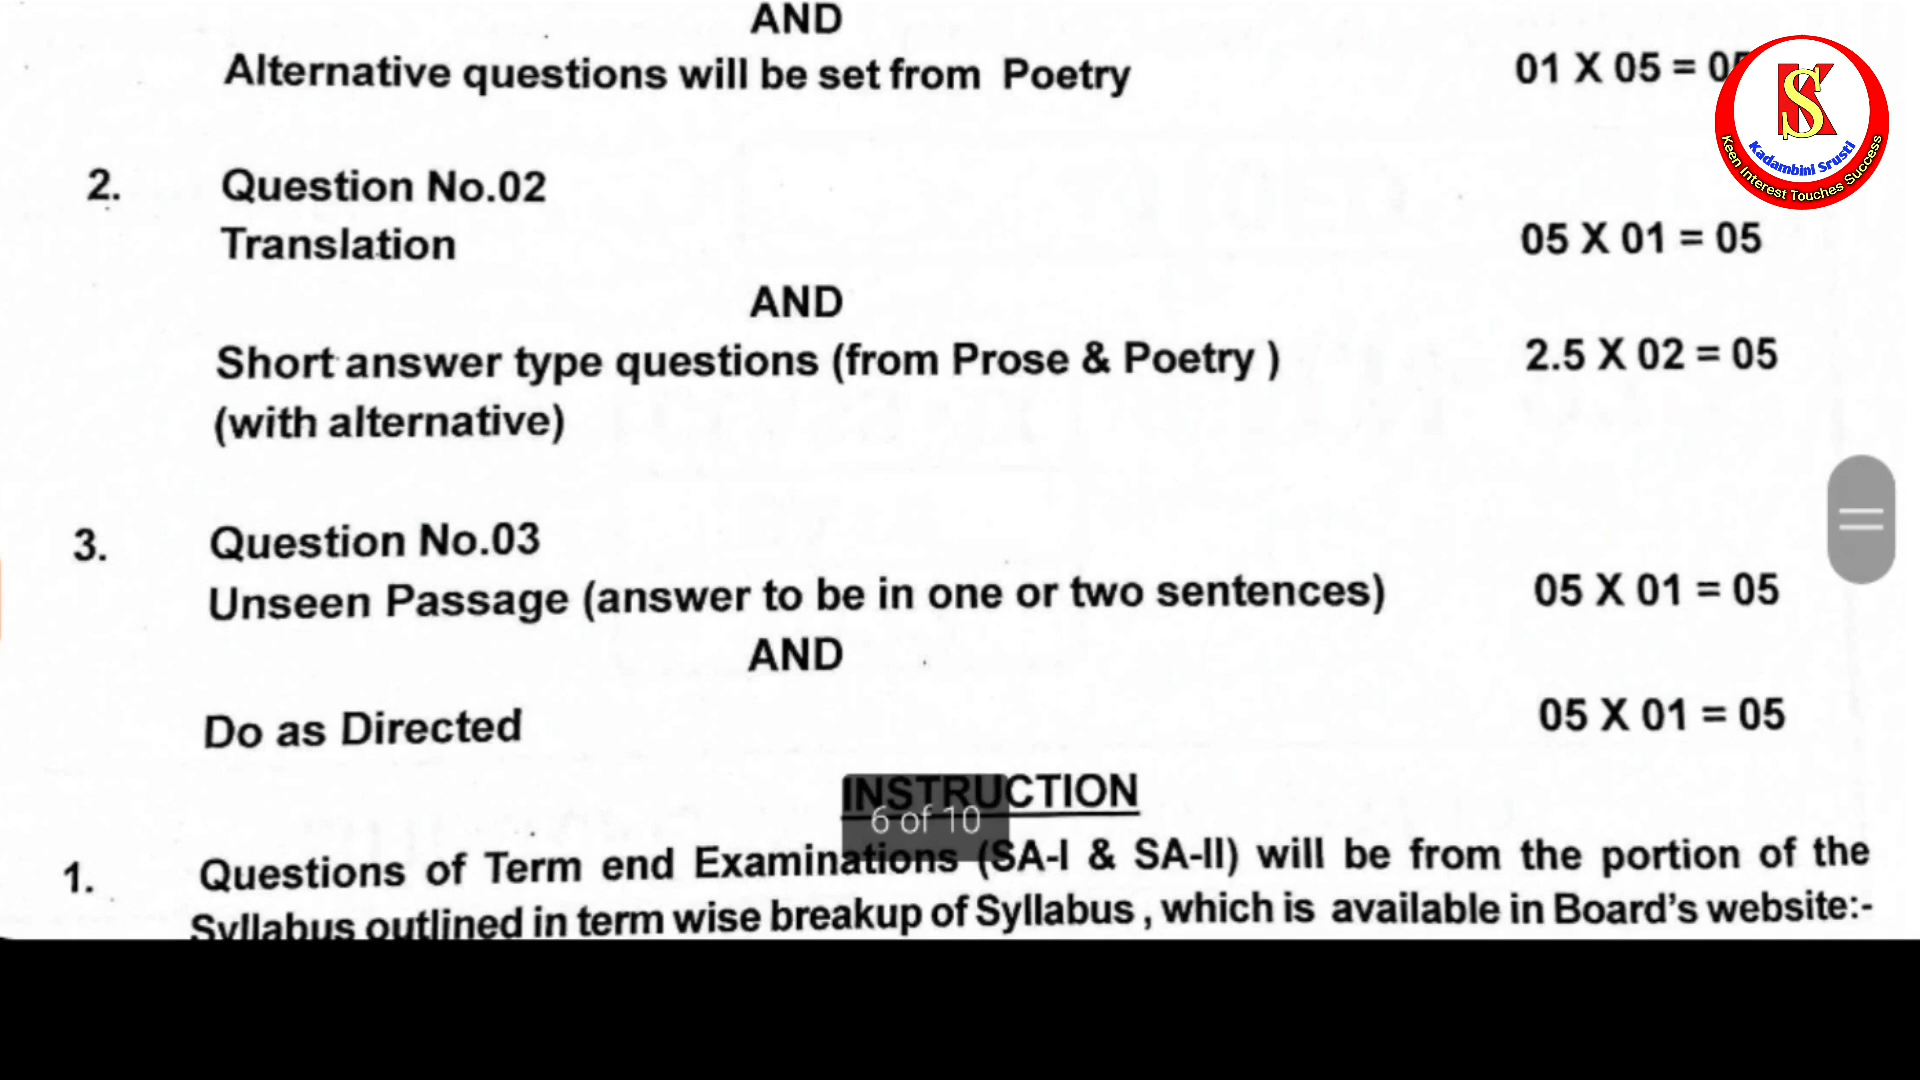 AND
Alternative questions will be set from Poetry 01 X 05 = 0
KS
Kadambini Srusti
Keen Interest Touches Success
2. Question No.02
Translation 05 X 01 = 05
AND
Short answer type questions (from Prose & Poetry ) 2.5 X 02 = 05
(with alternative)
3. Question No.03
Unseen Passage (answer to be in one or two sentences) 05 X 01 = 05
AND
Do as Directed 05 X 01 = 05
INSTRUCTION
6 of 10
1. Questions of Term end Examinations (SA-I & SA-II) will be from the portion of the
Syllabus outlined in term wise breakup of Syllabus , which is available in Board's website:-